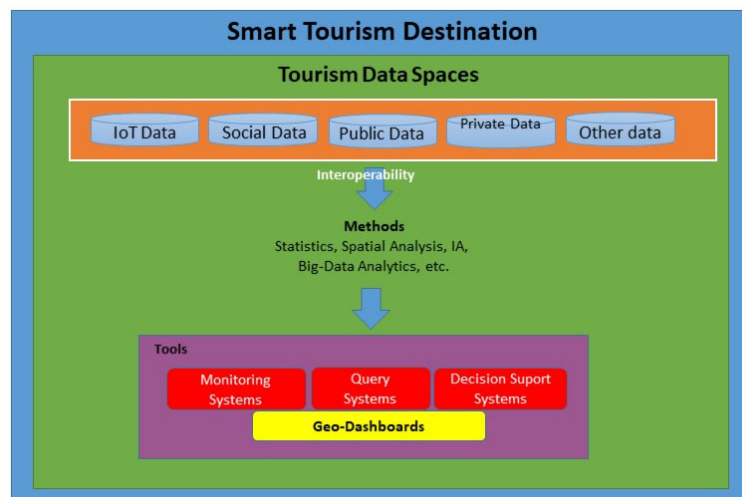 Smart Tourism Destination
Tourism Data Spaces
IoT Data
Social Data
Public Data
Private Data
Other data
Interoperability
Methods
Statistics, Spatial Analysis, IA,
Big-Data Analytics, etc.
Tools
Monitoring
Systems
Query
Systems
Decision Suport
Systems
Geo-Dashboards